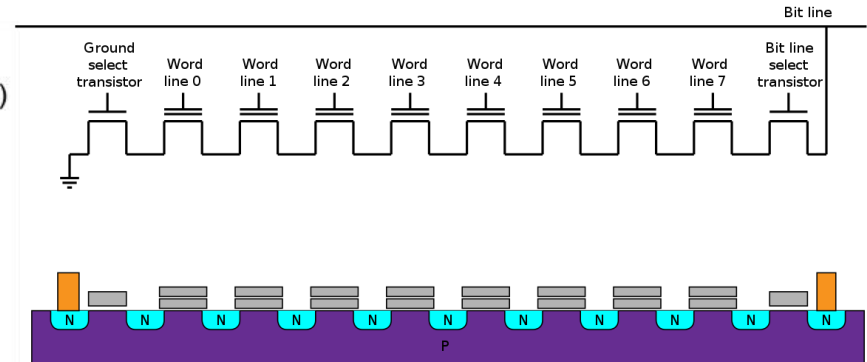 Bit line
Ground
select
transistor
Word
line 0
Word
line 1
Word
line 2
Word
line 3
Word
line 4
Word
line 5
Word
line 6
Word
line 7
Bit line
select
transistor
)
N
N
N
N
N
N
N
N
N
N
N
P